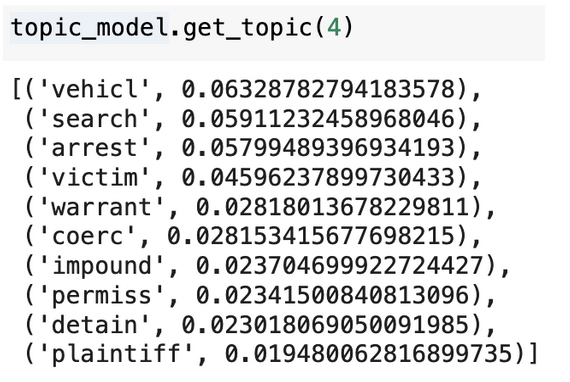 topic_model.get_topic(4)
[('vehicl', 0.06328782794183578),
('search', 0.05911232458968046),
('arrest', 0.05799489396934193),
('victim', 0.04596237899730433),
('warrant', 0.02818013678229811),
('coerc', 0.028153415677698215),
('impound', 0.023704699922724427),
('permiss', 0.02341500840813096),
('detain', 0.023018069050091985),
('plaintiff', 0.019480062816899735)]